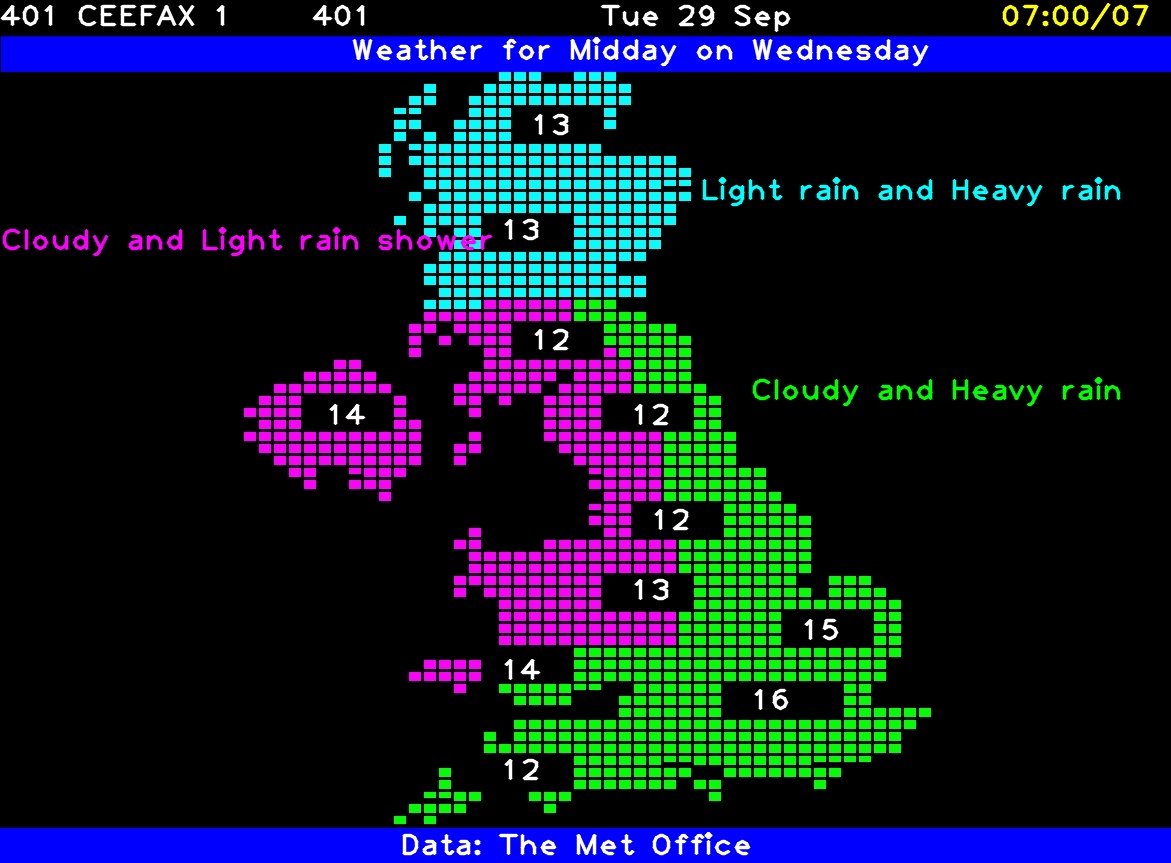 401 CEEFAX 1 401 Tue 29 Sep 07:00/07
Weather for Midday on Wednesday
13
Light rain and Heavy rain
13
Cloudy and Light rain shower
12
Cloudy and Heavy rain
14 12
12
13
15
14
16
12
Data: The Met Office